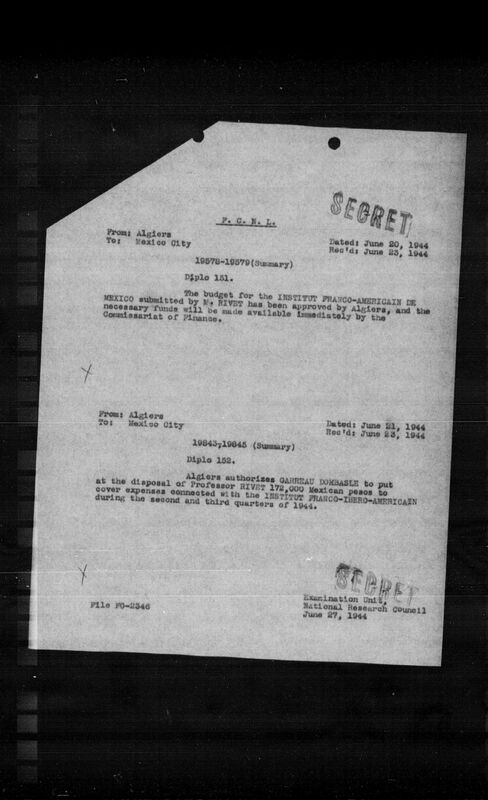 SECRET
F. C. N. L.
From: Algiers
To: Mexico City
Dated: June 20, 1944
Rec'd: June 23, 1944
19578-19579(Summary)
Diplo 151.
The budget for the INSTITUT FRANCO-AMERICAIN DE
MEXICO submitted by M. RIVET has been approved by Algiers, and the
necessary funds will be made available immediately by the
Commissariat of Finance.
From: Algiers
To: Mexico City
Dated: June 21, 1944
Rec'd: June 23, 1944
19843,19845 (Summary)
Diplo 152.
Algiers authorizes GARREAU DOMBASLE to put
at the disposal of Professor RIVET 172,000 Mexican pesos to
cover expenses connected with the INSTITUT FRANCO-IBERO-AMERICAIN
during the second and third quarters of 1944.
SECRET
File FC-2346
Examination Unit,
National Research Council
June 27, 1944